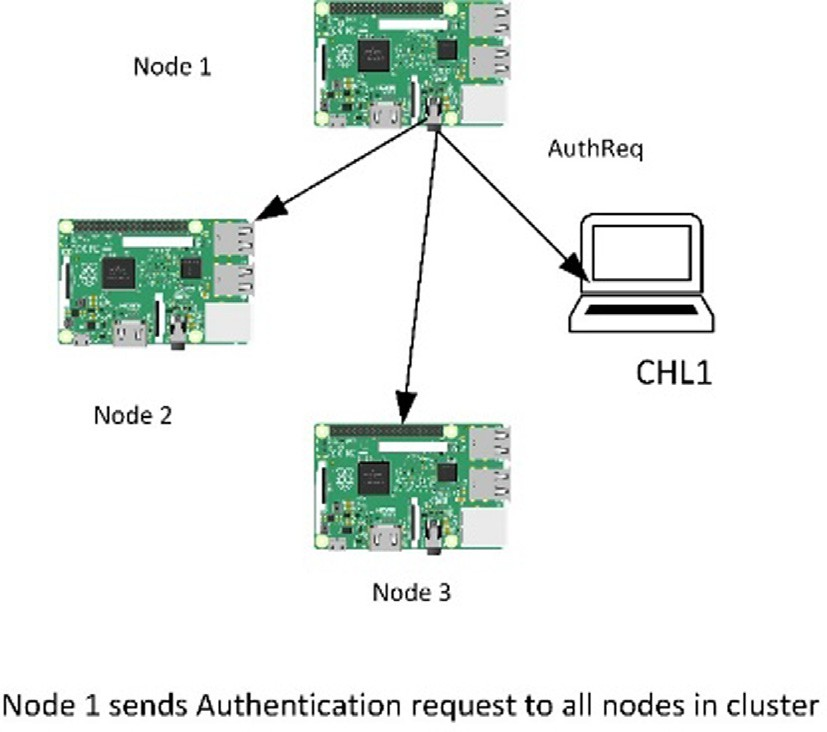 Node 1
AuthReq
CHL1
Node 2
Node 3
Node 1 sends Authentication request to all nodes in cluster